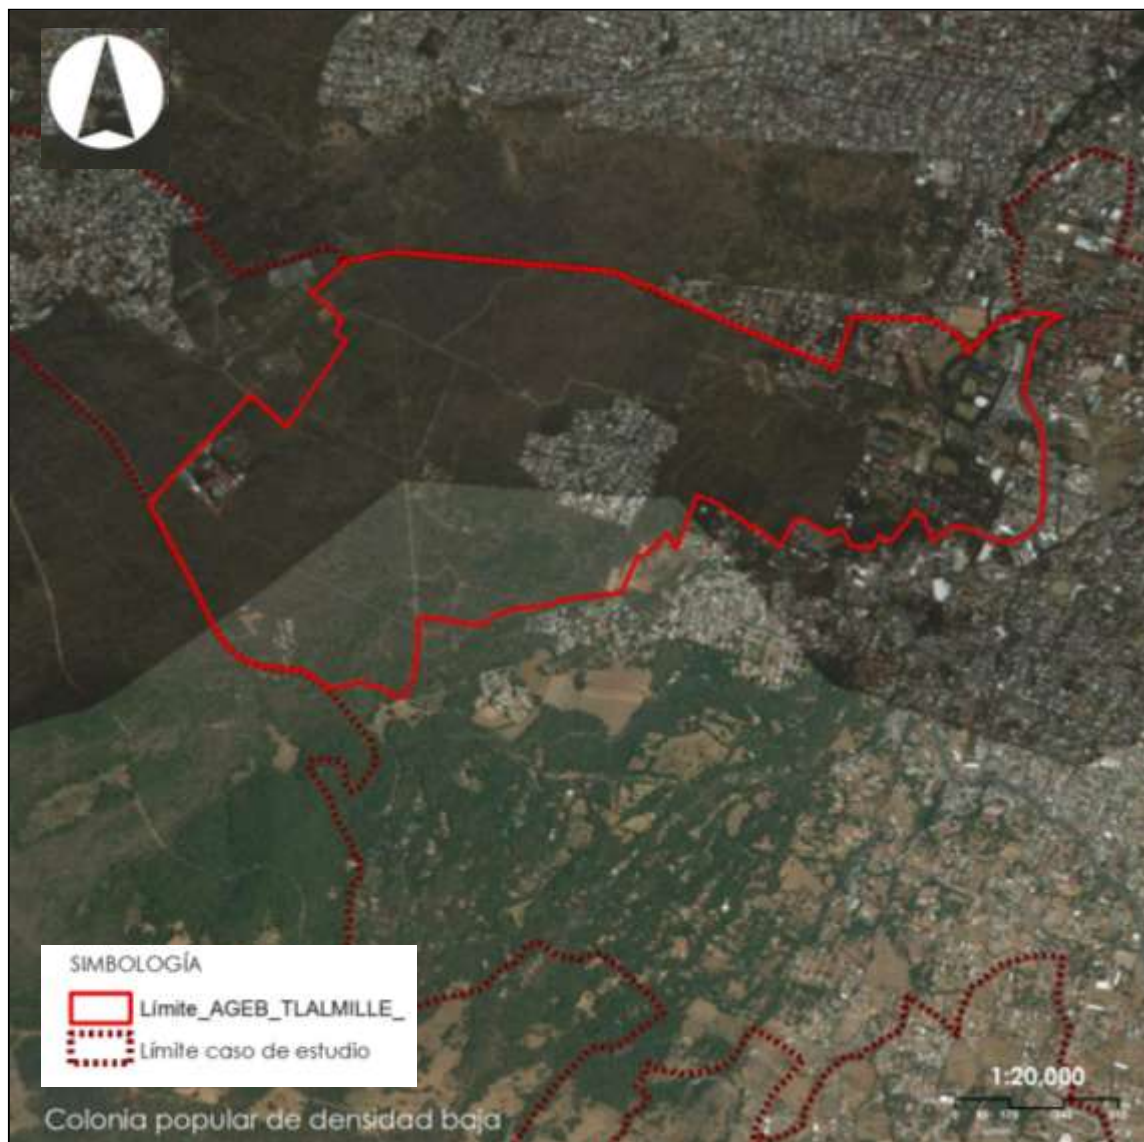 SIMBOLOGÍA
Límite_AGEB_TLALMILLE_
Límite caso de estudio
1:20,000
Colonia popular de densidad baja